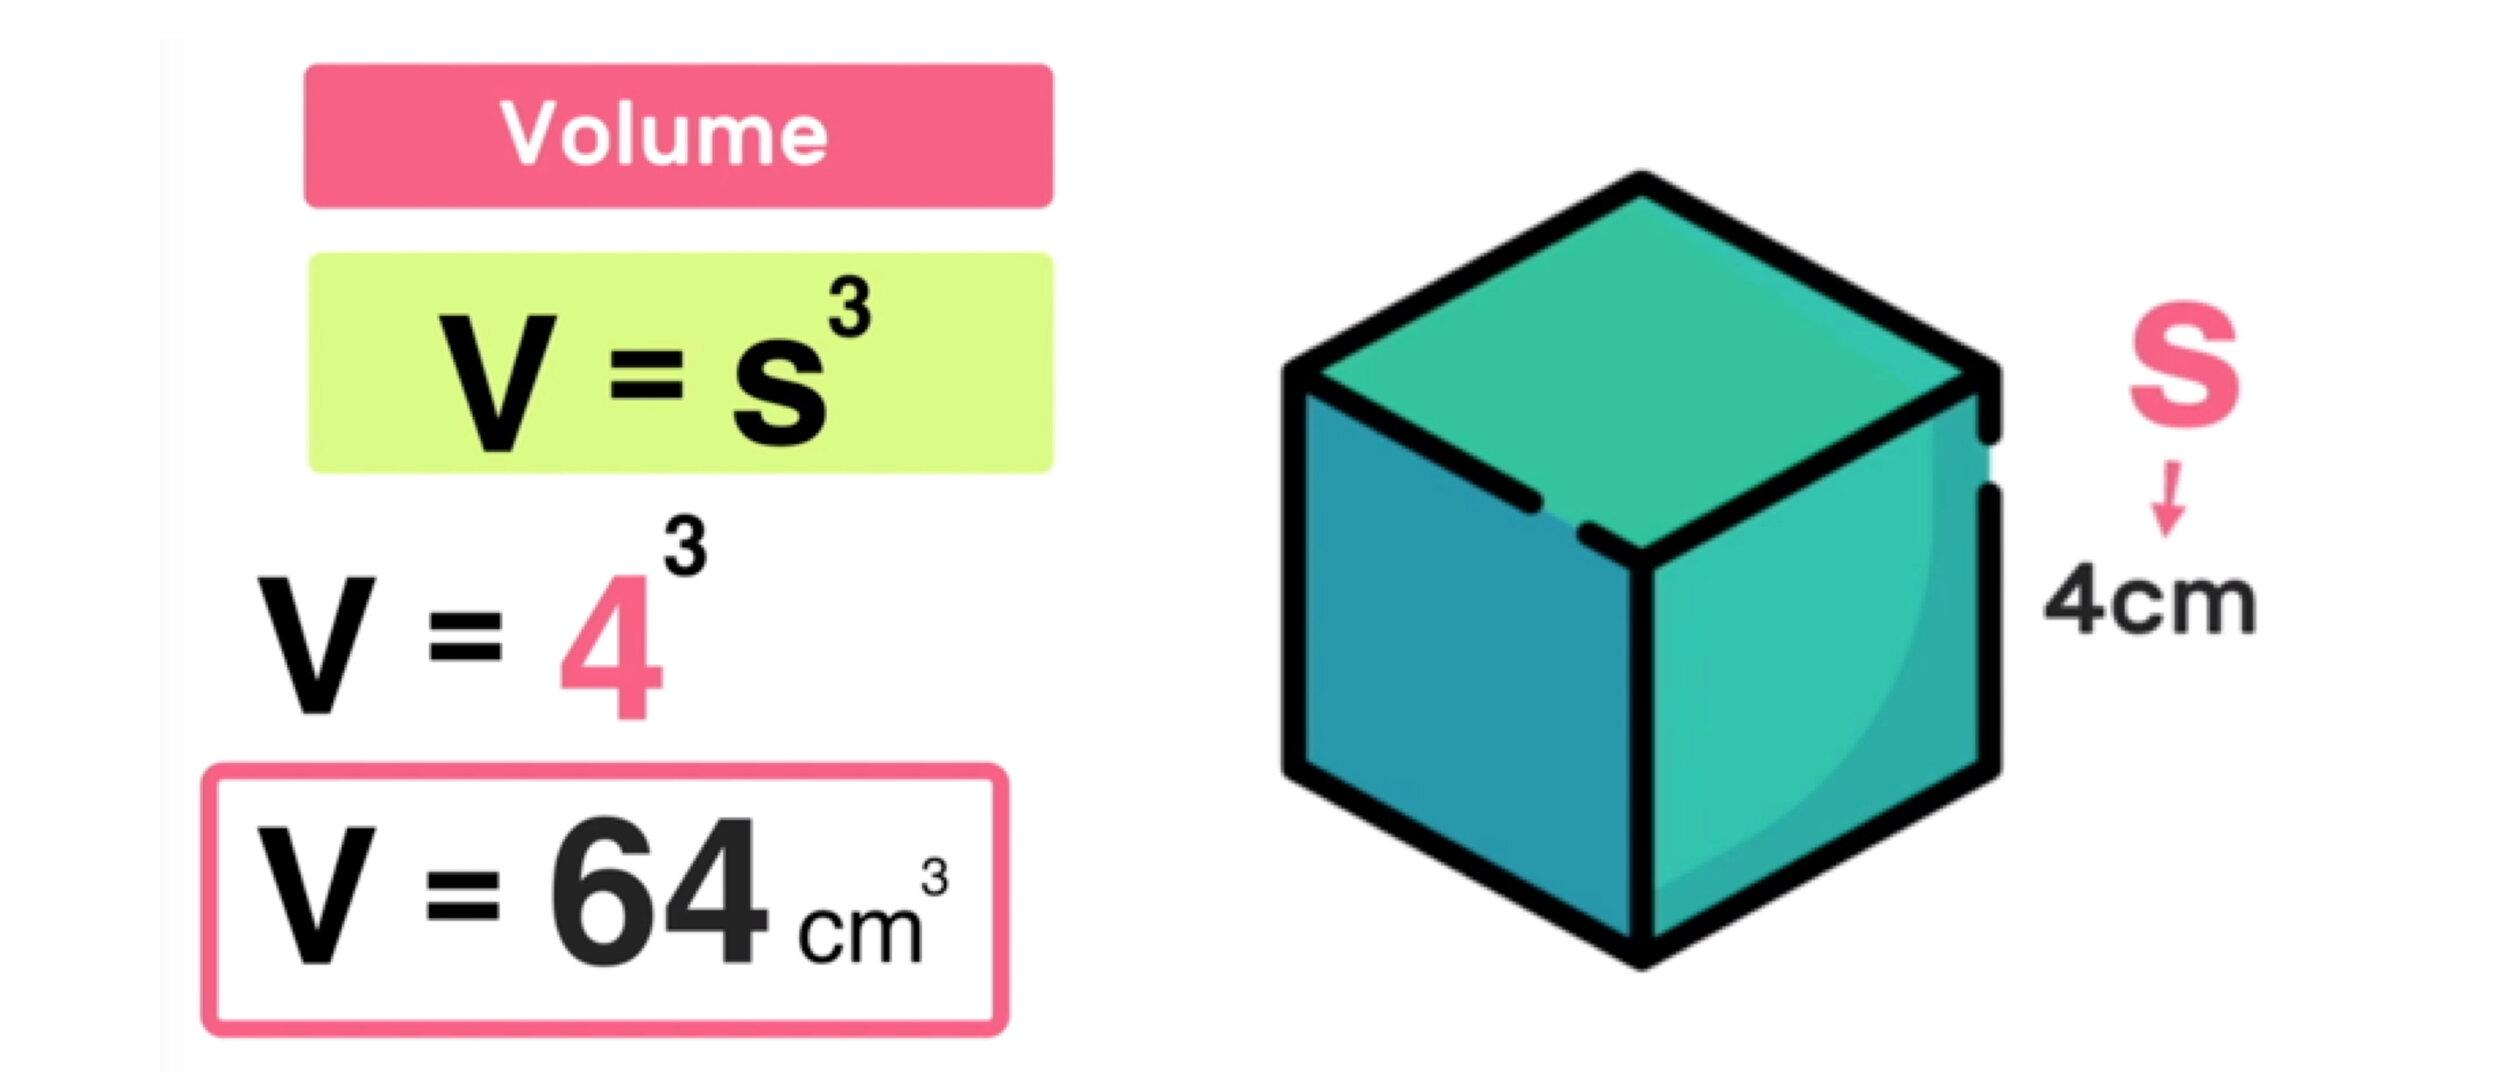 Volume
V = s³
V = 4³
V = 64 cm³
s
4cm